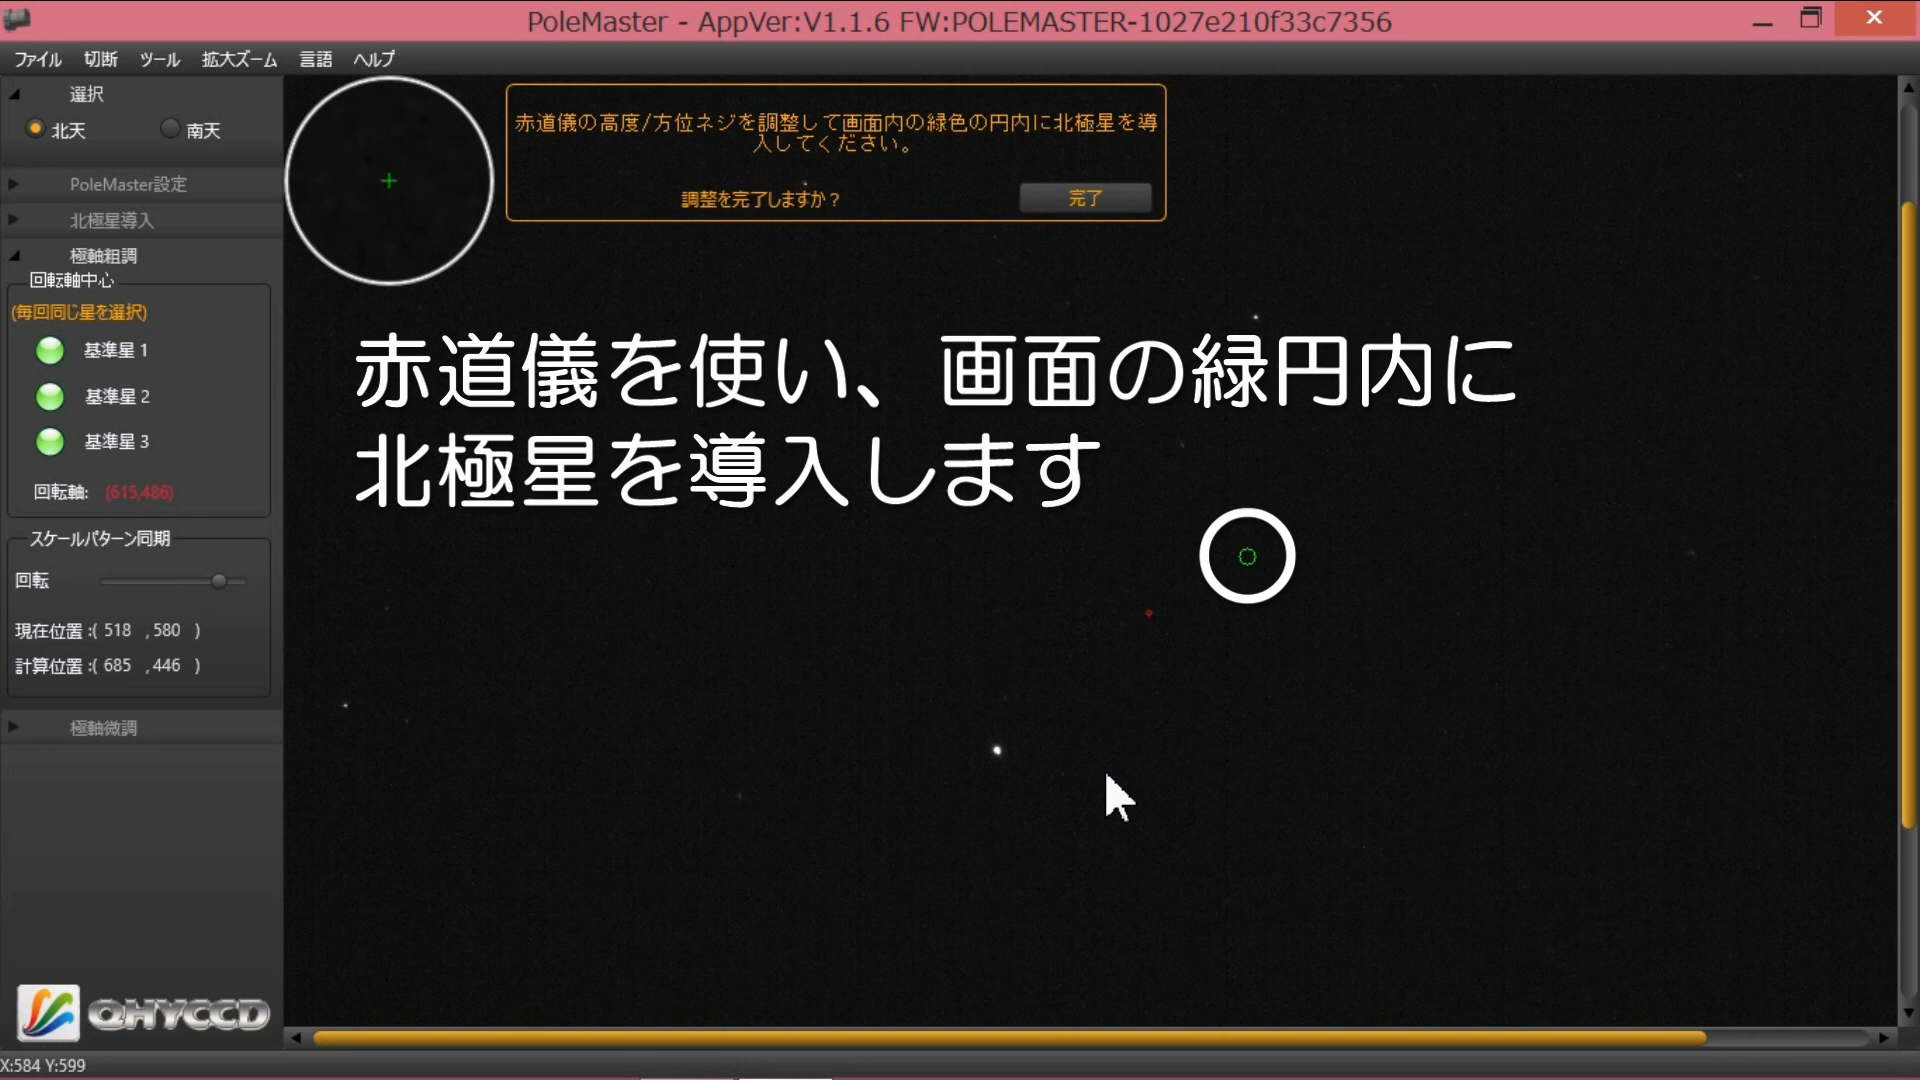 PoleMaster - AppVer:V1.1.6 FW:POLEMASTER-1027e210f33c7356
ファイル 切断 ツール 拡大ズーム 言語 ヘルプ
選択
北天 南天
PoleMaster設定
北極星導入
極軸粗調
回転軸中心
(毎回同じ星を選択)
基準星 1
基準星 2
基準星 3
回転軸: (615,486)
スケールパターン同期
回転
現在位置 :( 518 ,580 )
計算位置 :( 685 ,446 )
極軸微調
QHYCCD
X:584 Y:599
赤道儀の高度/方位ネジを調整して画面内の緑色の円内に北極星を導
入してください。
調整を完了しますか？ 完了
赤道儀を使い、画面の緑円内に
北極星を導入します